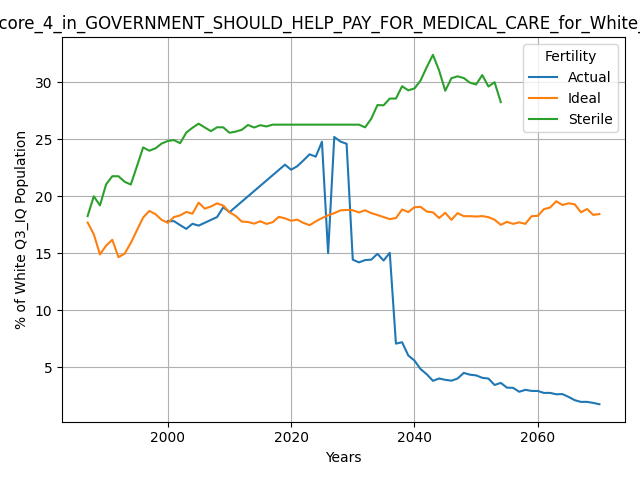 core_4_in_GOVERNMENT_SHOULD_HELP_PAY_FOR_MEDICAL_CARE_for_White_
Fertility
Actual
Ideal
Sterile
% of White Q3_IQ Population
30
25
20
15
10
5
2000
2020
2040
2060
Years